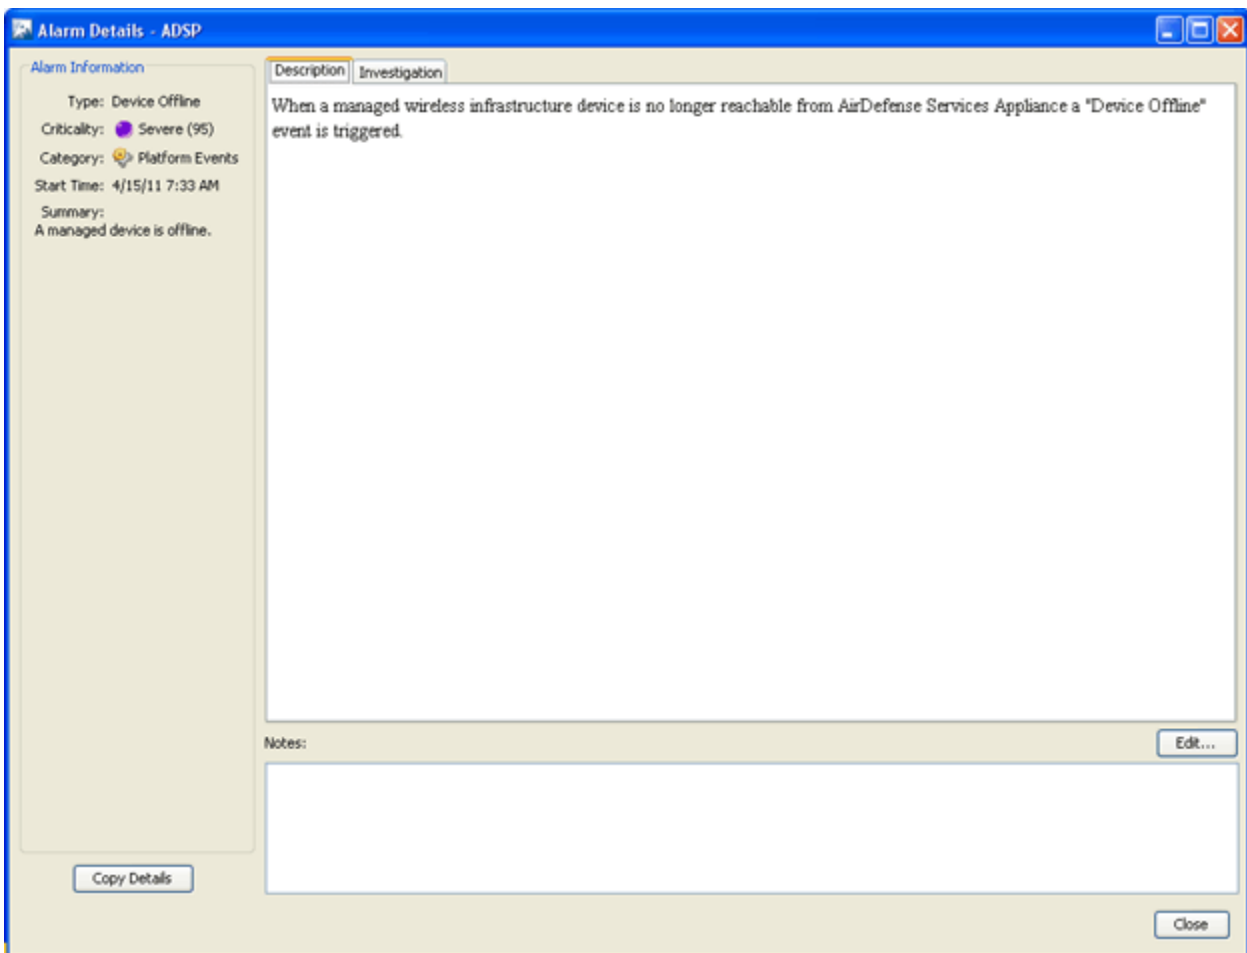 Alarm Details - ADSP
Alarm Information
Type: Device Offline
Criticality: Severe (95)
Category: Platform Events
Start Time: 4/15/11 7:33 AM
Summary:
A managed device is offline.
Copy Details
Description Investigation
When a managed wireless infrastructure device is no longer reachable from AirDefense Services Appliance a "Device Offline"
event is triggered.
Notes:
Edit...
Close